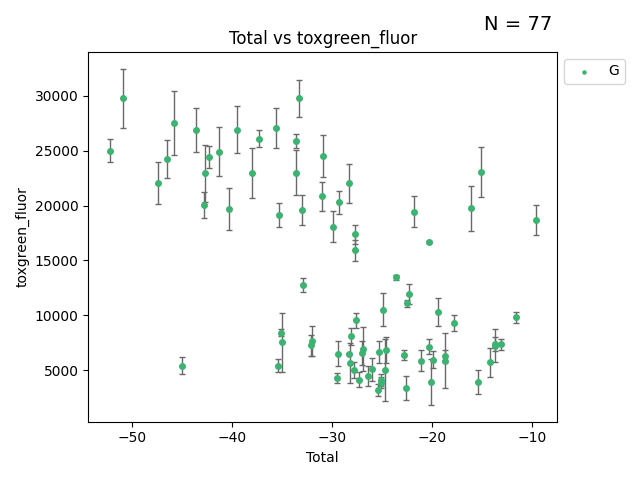 N = 77
Total vs toxgreen_fluor
G
toxgreen_fluor
30000
25000
20000
15000
10000
5000
−50 −40 −30 −20 −10
Total